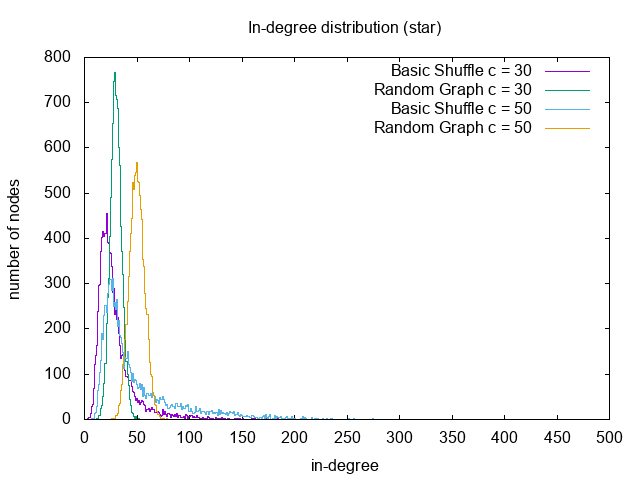 In-degree distribution (star)
Basic Shuffle c = 30
Random Graph c = 30
Basic Shuffle c = 50
Random Graph c = 50
800
700
600
500
400
300
200
100
0
number of nodes
0 50 100 150 200 250 300 350 400 450 500
in-degree